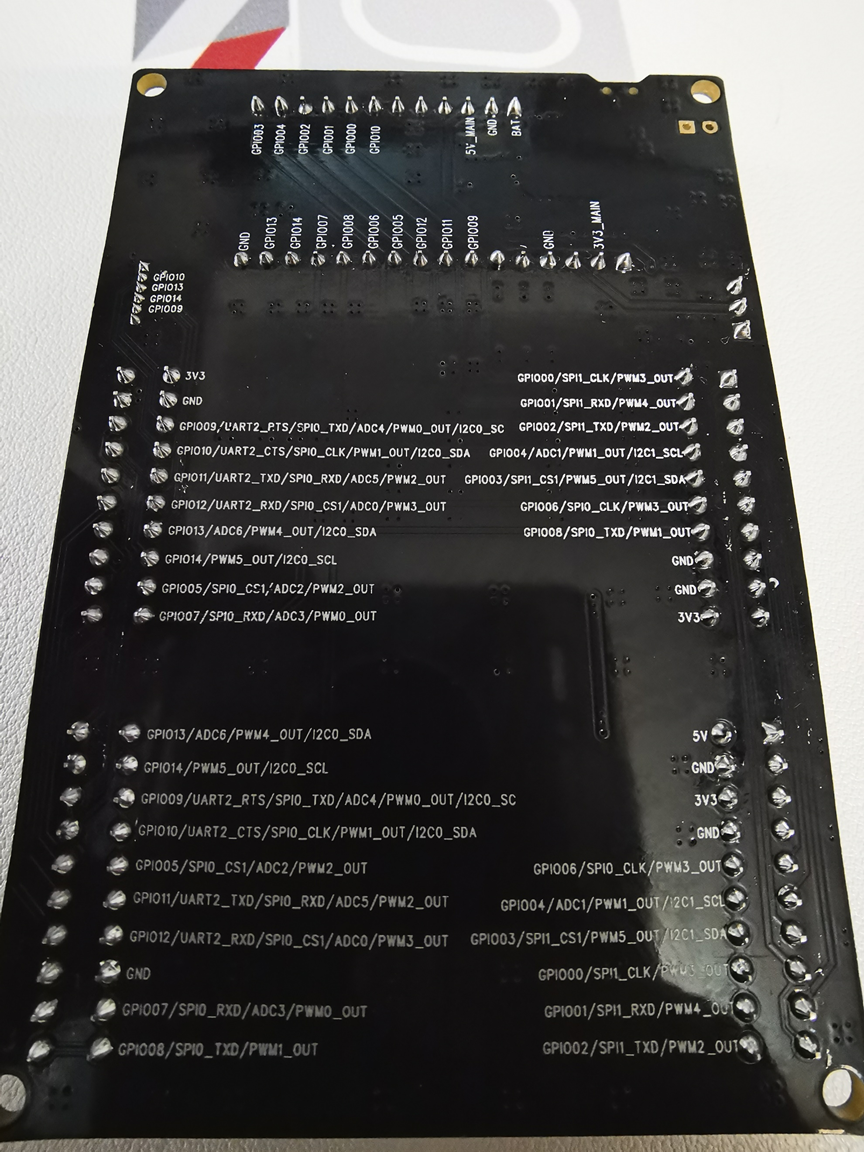 GPIO03
GPIO04
GPIO02
GPIO01
GPIO00
GPIO10
5V_MAIN
GND
BAT
GND
GPIO13
GPIO14
GPIO07
GPIO08
GPIO06
GPIO05
GPIO12
GPIO11
GPIO09
GND
3V3_MAIN
GPIO10
GPIO13
GPIO14
GPIO09
3V3
GND
GPIO09/UART2_RTS/SPI0_TXD/ADC4/PWM0_OUT/I2C0_SC
GPIO10/UART2_CTS/SPI0_CLK/PWM1_OUT/I2C0_SDA
GPIO11/UART2_TXD/SPI0_RXD/ADC5/PWM2_OUT
GPIO12/UART2_RXD/SPI0_CS1/ADC0/PWM3_OUT
GPIO13/ADC6/PWM4_OUT/I2C0_SDA
GPIO14/PWM5_OUT/I2C0_SCL
GPIO05/SPI0_CS1/ADC2/PWM2_OUT
GPIO07/SPI0_RXD/ADC3/PWM0_OUT
GPIO00/SPI1_CLK/PWM3_OUT
GPIO01/SPI1_RXD/PWM4_OUT
GPIO02/SPI1_TXD/PWM2_OUT
GPIO04/ADC1/PWM1_OUT/I2C1_SCL
GPIO03/SPI1_CS1/PWM5_OUT/I2C1_SDA
GPIO06/SPI0_CLK/PWM3_OUT
GPIO08/SPI0_TXD/PWM1_OUT
GND
GND
3V3
GPIO13/ADC6/PWM4_OUT/I2C0_SDA
GPIO14/PWM5_OUT/I2C0_SCL
GPIO09/UART2_RTS/SPI0_TXD/ADC4/PWM0_OUT/I2C0_SC
GPIO10/UART2_CTS/SPI0_CLK/PWM1_OUT/I2C0_SDA
GPIO05/SPI0_CS1/ADC2/PWM2_OUT
GPIO11/UART2_TXD/SPI0_RXD/ADC5/PWM2_OUT
GPIO12/UART2_RXD/SPI0_CS1/ADC0/PWM3_OUT
GND
GPIO07/SPI0_RXD/ADC3/PWM0_OUT
GPIO08/SPI0_TXD/PWM1_OUT
5V
GND
3V3
GND
GPIO06/SPI0_CLK/PWM3_OUT
GPIO04/ADC1/PWM1_OUT/I2C1_SCL
GPIO03/SPI1_CS1/PWM5_OUT/I2C1_SDA
GPIO00/SPI1_CLK/PWM3_OUT
GPIO01/SPI1_RXD/PWM4_OUT
GPIO02/SPI1_TXD/PWM2_OUT